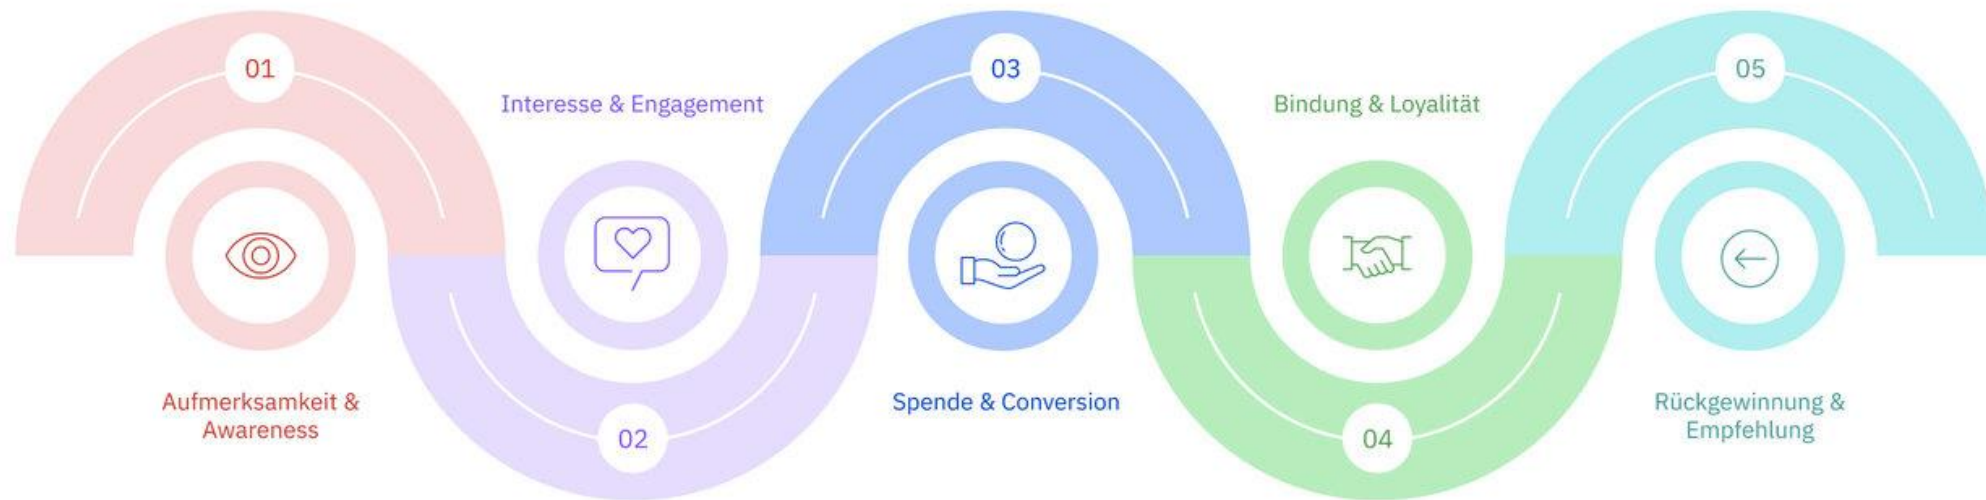 01
Aufmerksamkeit &
Awareness
Interesse & Engagement
02
03
Spende & Conversion
Bindung & Loyalität
04
05
Rückgewinnung &
Empfehlung